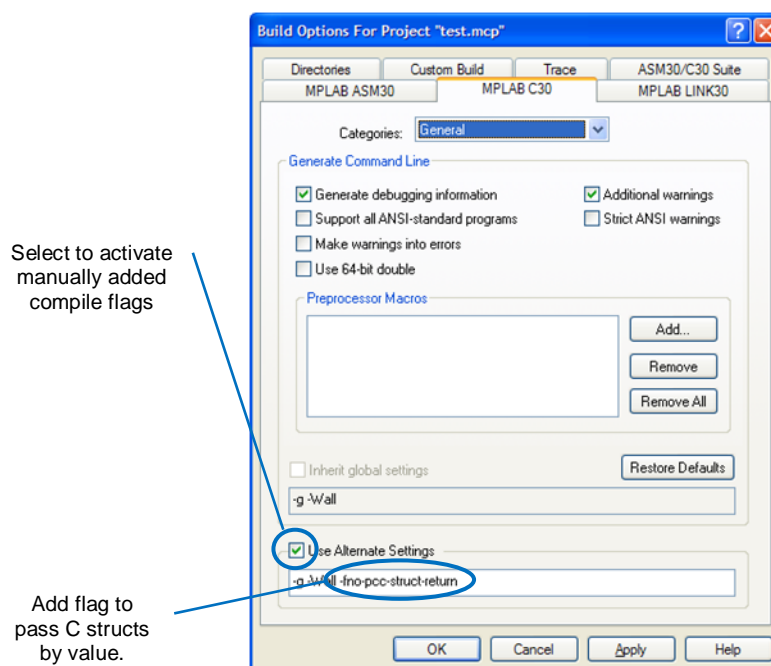 Build Options For Project "test.mcp"
Directories Custom Build Trace ASM30/C30 Suite
MPLAB ASM30 MPLAB C30 MPLAB LINK30
Categories: General
Generate Command Line
Generate debugging information Additional warnings
Support all ANSI-standard programs Strict ANSI warnings
Make warnings into errors
Use 64-bit double
Preprocessor Macros
Add...
Remove
Remove All
Inherit global settings Restore Defaults
-g -Wall
Use Alternate Settings
-g -Wall -fno-pcc-struct-return
OK Cancel Apply Help
Select to activate
manually added
compile flags
Add flag to
pass C structs
by value.